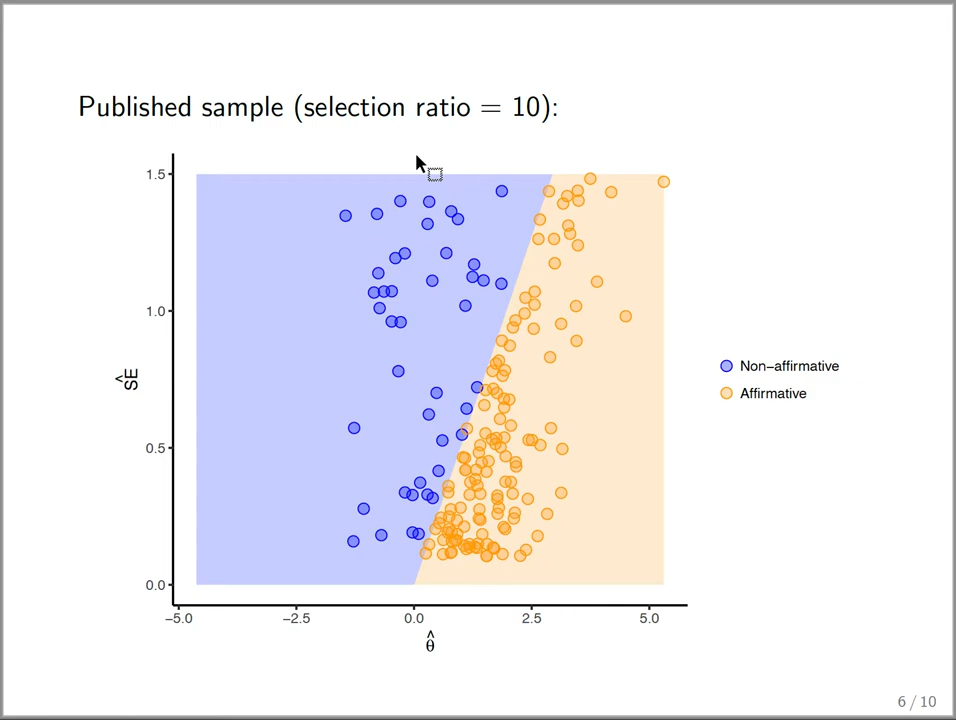 Published sample (selection ratio = 10):
1.5
1.0
0.5
0.0
ŜE
−5.0
−2.5
0.0
2.5
5.0
θ̂
Non−affirmative
Affirmative
6 / 10